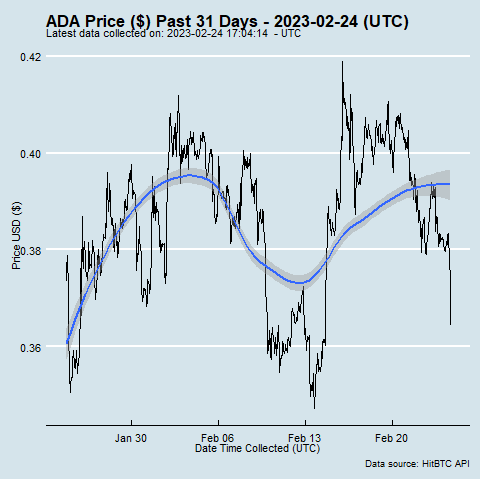 ADA Price ($) Past 31 Days - 2023-02-24 (UTC)
Latest data collected on: 2023-02-24 17:04:14  - UTC
0.42
0.40
0.38
0.36
Price USD ($)
Jan 30
Feb 06
Feb 13
Feb 20
Date Time Collected (UTC)
Data source: HitBTC API